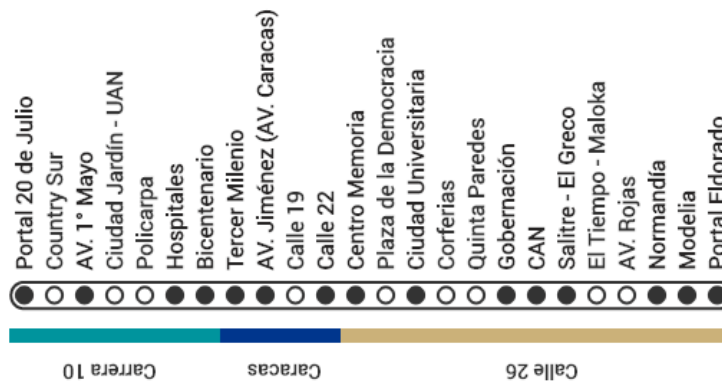 Portal 20 de Julio
Country Sur
AV. 1° Mayo
Ciudad Jardín - UAN
Policarpa
Hospitales
Bicentenario
Tercer Milenio
AV. Jiménez (AV. Caracas)
Calle 19
Calle 22
Centro Memoria
Plaza de la Democracia
Ciudad Universitaria
Corferias
Quinta Paredes
Gobernación
CAN
Salitre - El Greco
El Tiempo - Maloka
AV. Rojas
Normandía
Modelia
Portal Eldorado
Carrera 10
Caracas
Calle 26